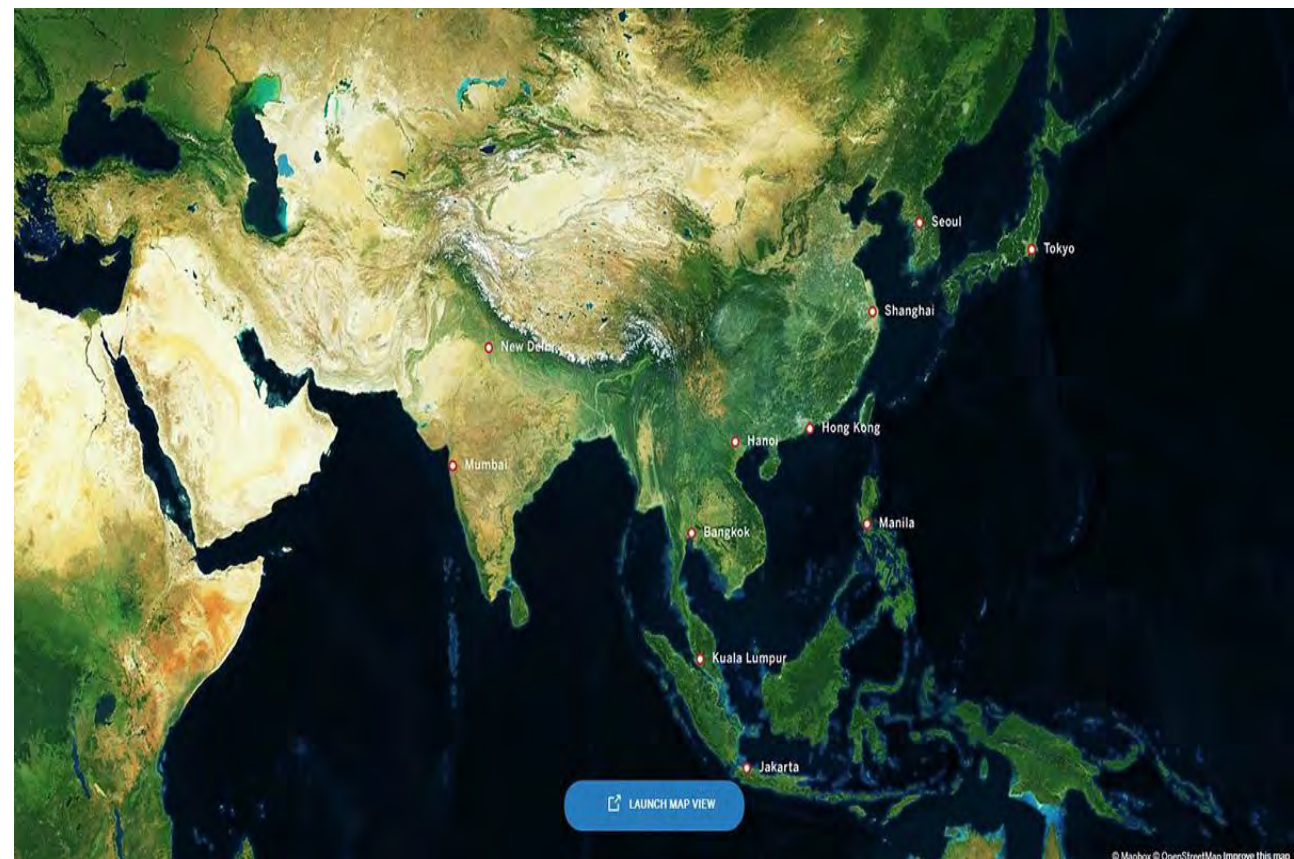 Seoul
Tokyo
Shanghai
New Delhi
Hong Kong
Hanoi
Mumbai
Manila
Bangkok
Kuala Lumpur
Jakarta
LAUNCH MAP VIEW
© Mapbox © OpenStreetMap Improve this map